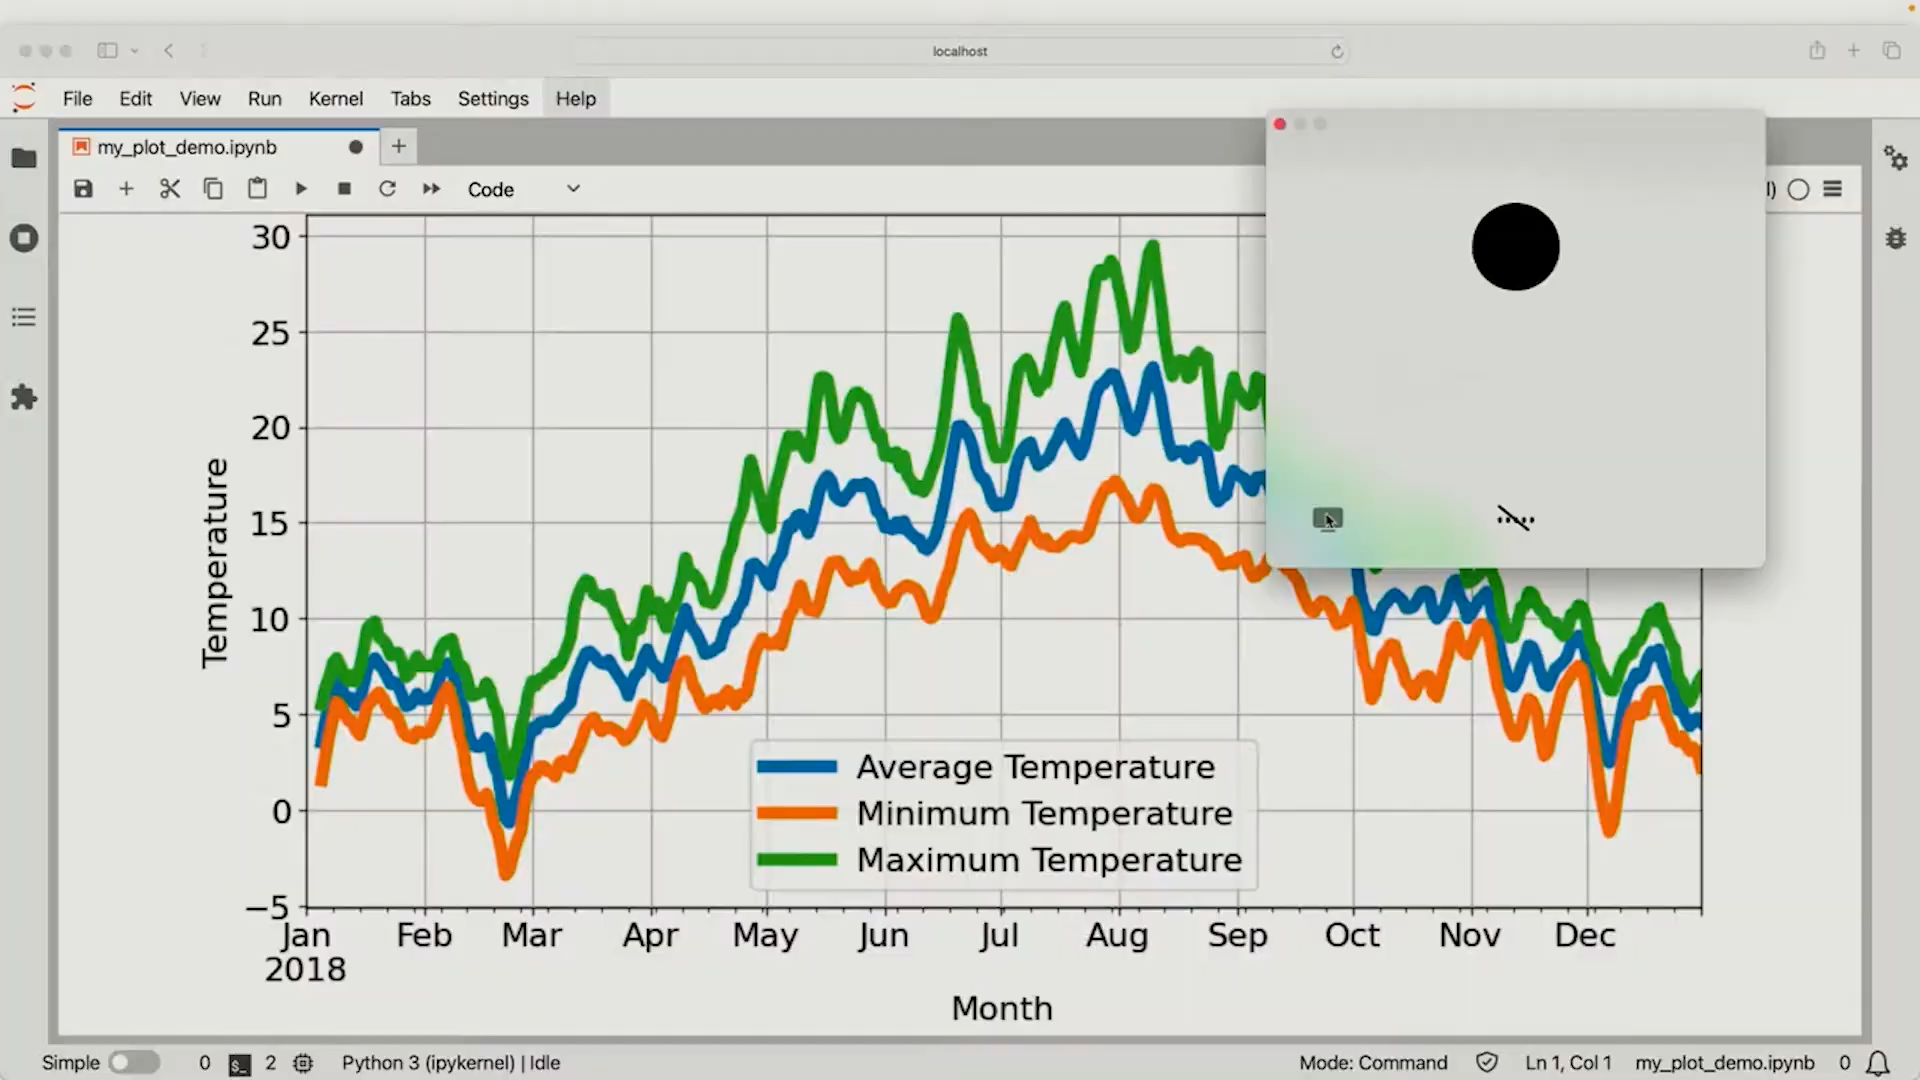 localhost
File Edit View Run Kernel Tabs Settings Help
my_plot_demo.ipynb
Code
30
25
20
15
10
5
0
−5
Temperature
Average Temperature
Minimum Temperature
Maximum Temperature
Jan Feb Mar Apr May Jun Jul Aug Sep Oct Nov Dec
2018
Month
Simple 0 $_ 2 Python 3 (ipykernel) | Idle Mode: Command Ln 1, Col 1 my_plot_demo.ipynb 0